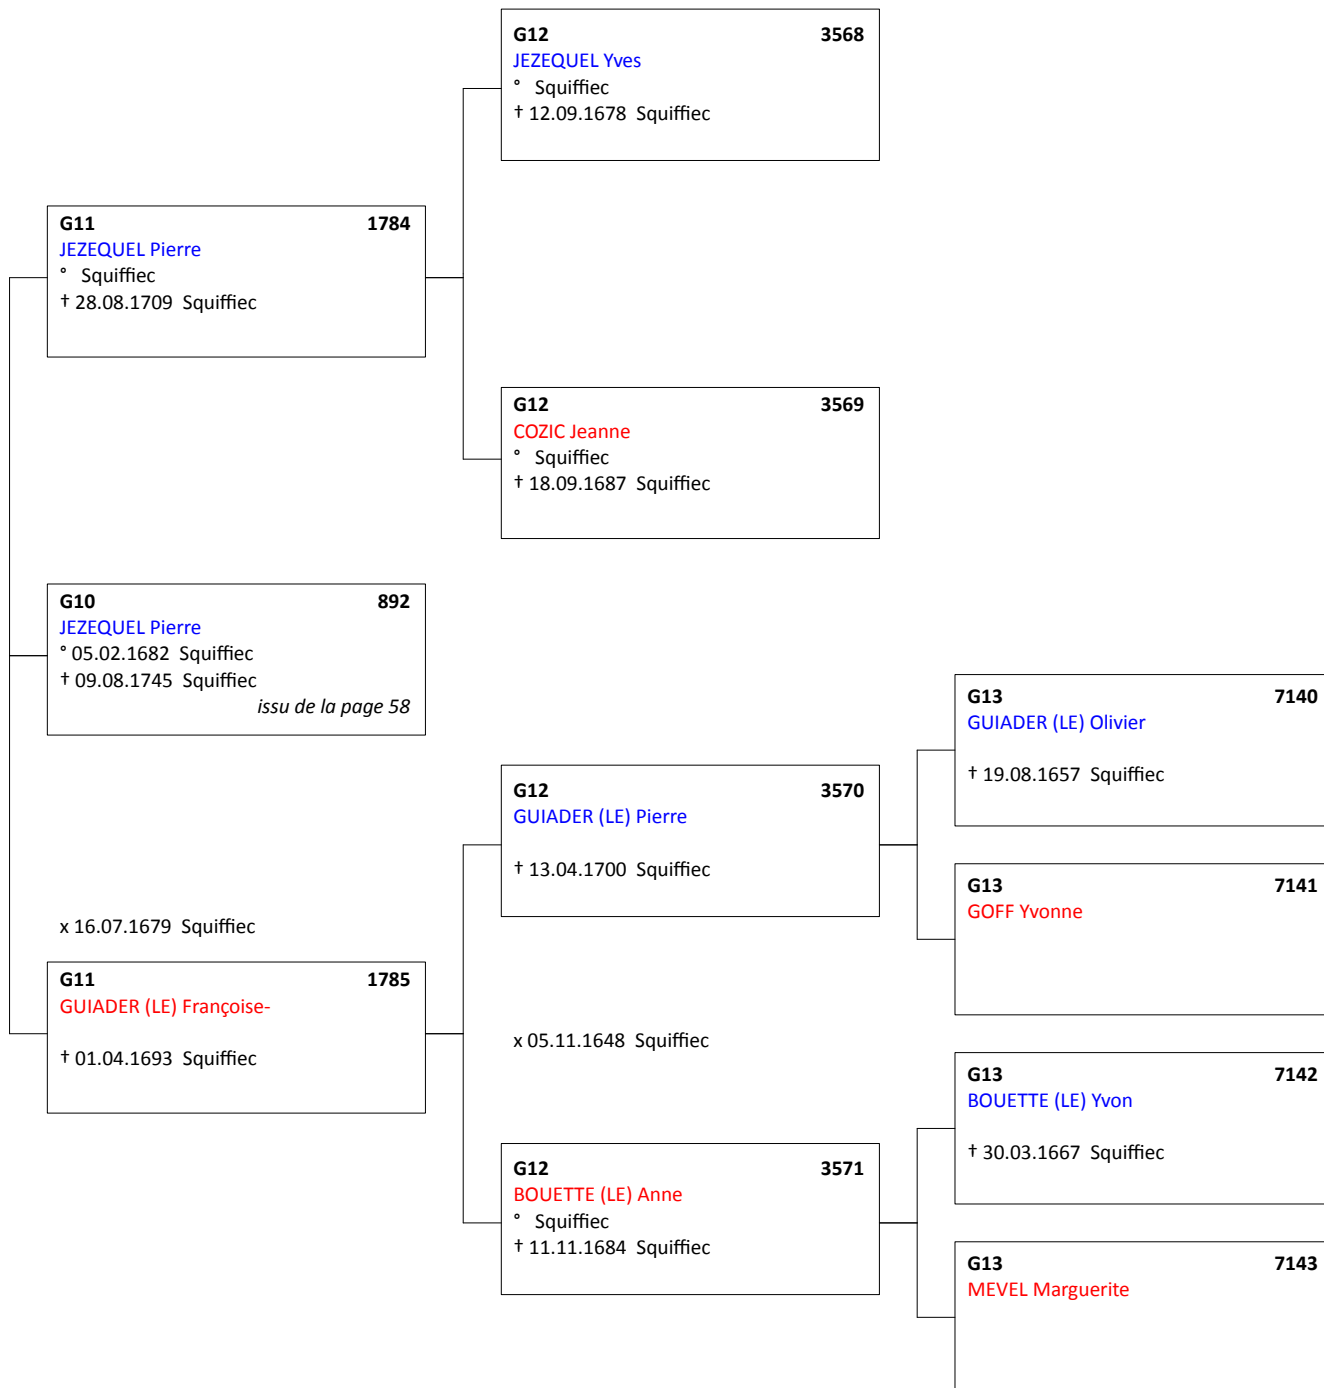 G12 3568
JEZEQUEL Yves
° Squiffiec
† 12.09.1678 Squiffiec
G11 1784
JEZEQUEL Pierre
° Squiffiec
† 28.08.1709 Squiffiec
G12 3569
COZIC Jeanne
° Squiffiec
† 18.09.1687 Squiffiec
G10 892
JEZEQUEL Pierre
° 05.02.1682 Squiffiec
† 09.08.1745 Squiffiec
issu de la page 58
G13 7140
GUIADER (LE) Olivier
† 19.08.1657 Squiffiec
G12 3570
GUIADER (LE) Pierre
† 13.04.1700 Squiffiec
G13 7141
GOFF Yvonne
x 16.07.1679 Squiffiec
G11 1785
GUIADER (LE) Françoise-
† 01.04.1693 Squiffiec
x 05.11.1648 Squiffiec
G13 7142
BOUETTE (LE) Yvon
† 30.03.1667 Squiffiec
G12 3571
BOUETTE (LE) Anne
° Squiffiec
† 11.11.1684 Squiffiec
G13 7143
MEVEL Marguerite